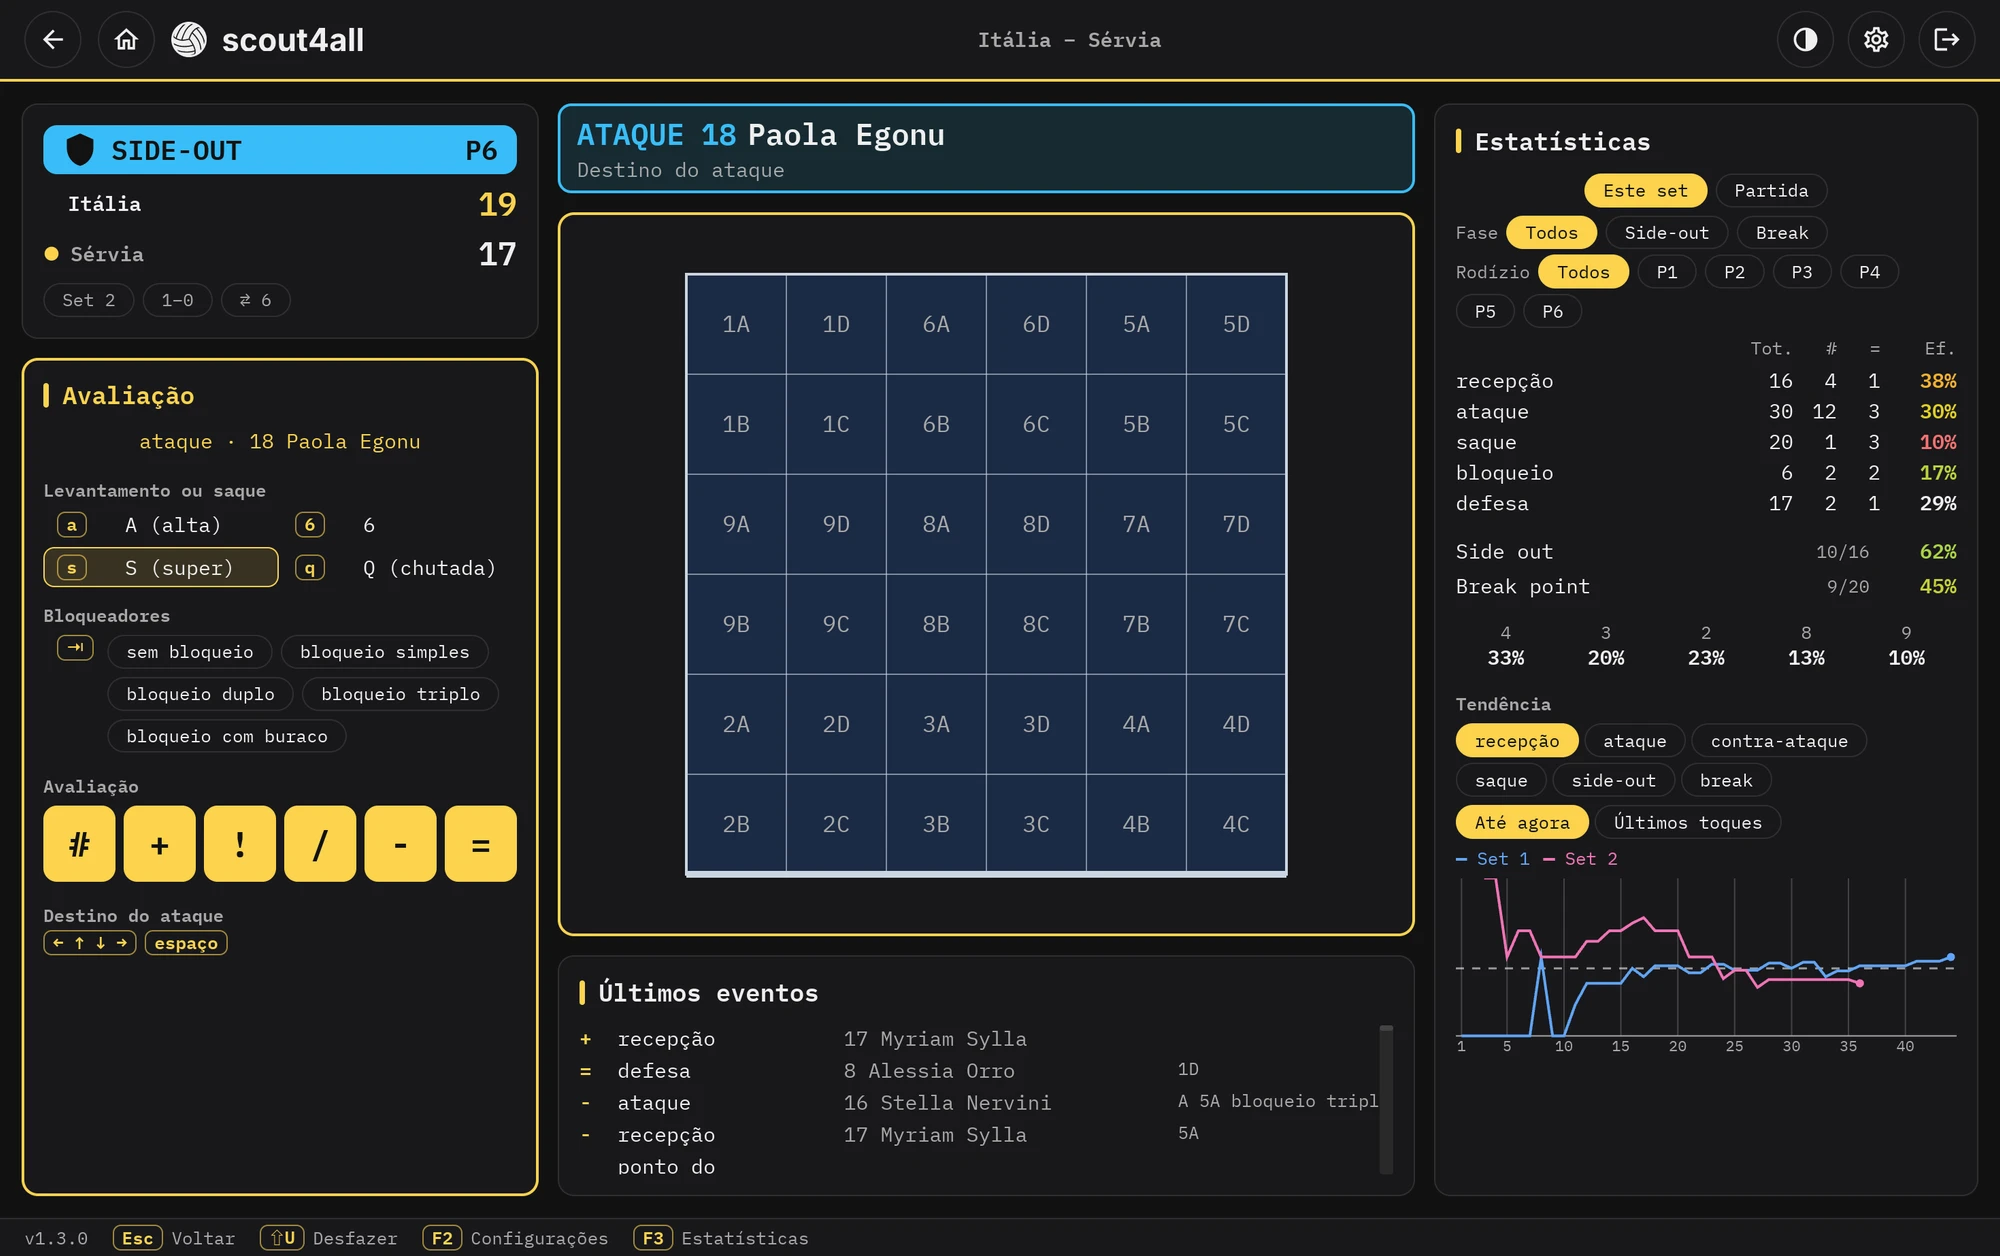 scout4all
Itália – Sérvia
SIDE-OUT P6
Itália 19
Sérvia 17
Set 2 1–0 ⇄ 6
Avaliação
ataque · 18 Paola Egonu
Levantamento ou saque
a A (alta) 6 6
s S (super) q Q (chutada)
Bloqueadores
⇥ sem bloqueio bloqueio simples
bloqueio duplo bloqueio triplo
bloqueio com buraco
Avaliação
# + ! / - =
Destino do ataque
← ↑ ↓ → espaço
ATAQUE 18 Paola Egonu
Destino do ataque
1A 1D 6A 6D 5A 5D
1B 1C 6B 6C 5B 5C
9A 9D 8A 8D 7A 7D
9B 9C 8B 8C 7B 7C
2A 2D 3A 3D 4A 4D
2B 2C 3B 3C 4B 4C
Últimos eventos
+ recepção 17 Myriam Sylla
= defesa 8 Alessia Orro 1D
- ataque 16 Stella Nervini A 5A bloqueio tripl
- recepção 17 Myriam Sylla 5A
ponto do
Estatísticas
Este set Partida
Fase Todos Side-out Break
Rodízio Todos P1 P2 P3 P4
P5 P6
Tot. # = Ef.
recepção 16 4 1 38%
ataque 30 12 3 30%
saque 20 1 3 10%
bloqueio 6 2 2 17%
defesa 17 2 1 29%
Side out 10/16 62%
Break point 9/20 45%
4 3 2 8 9
33% 20% 23% 13% 10%
Tendência
recepção ataque contra-ataque
saque side-out break
Até agora Últimos toques
Set 1 Set 2
1 5 10 15 20 25 30 35 40
v1.3.0 Esc Voltar ⇧U Desfazer F2 Configurações F3 Estatísticas